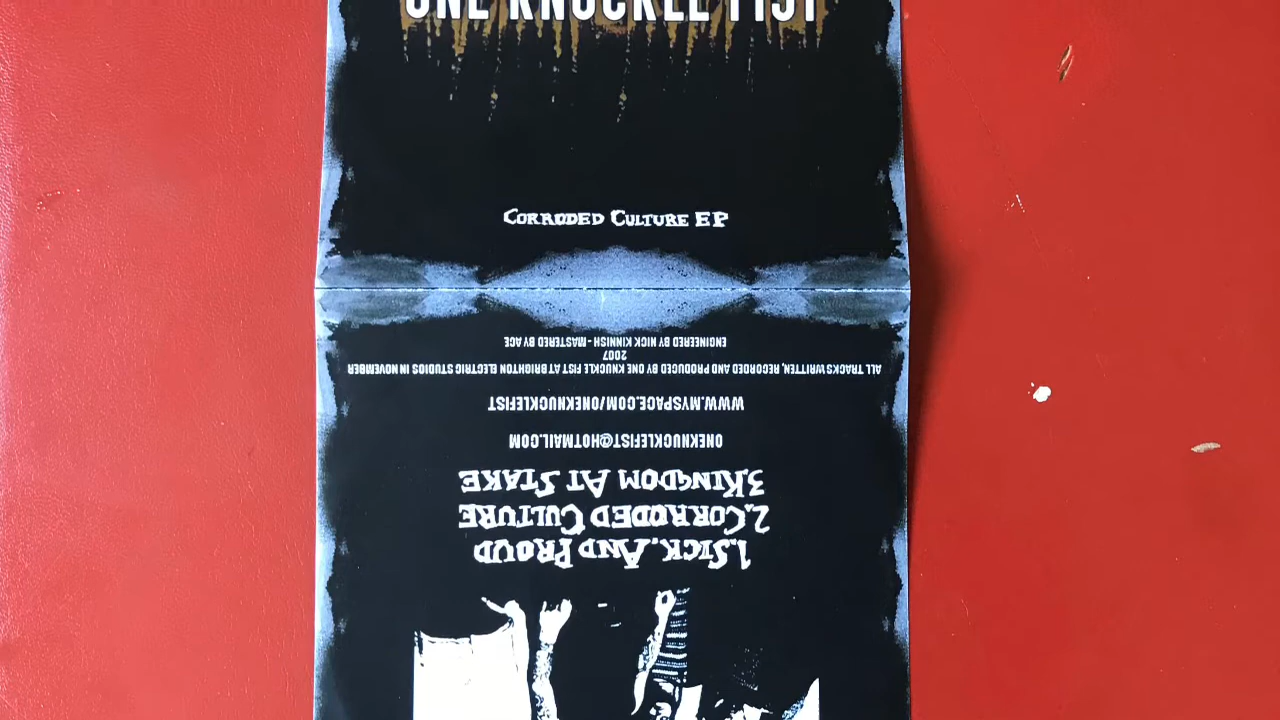 ONE KNUCKLE FIST
CORRODED CULTURE EP
1.SICK.AND PROUD
2.CORRODED CULTURE
3.KINGDOM AT STAKE
ONEKNUCKLEFIST@HOTMAIL.COM
WWW.MYSPACE.COM/ONEKNUCKLEFIST
ALL TRACKS WRITTEN, RECORDED AND PRODUCED BY ONE KNUCKLE FIST AT BRIGHTON ELECTRIC STUDIOS IN NOVEMBER
2007
ENGINEERED BY NICK KINNISH - MASTERED BY ACE